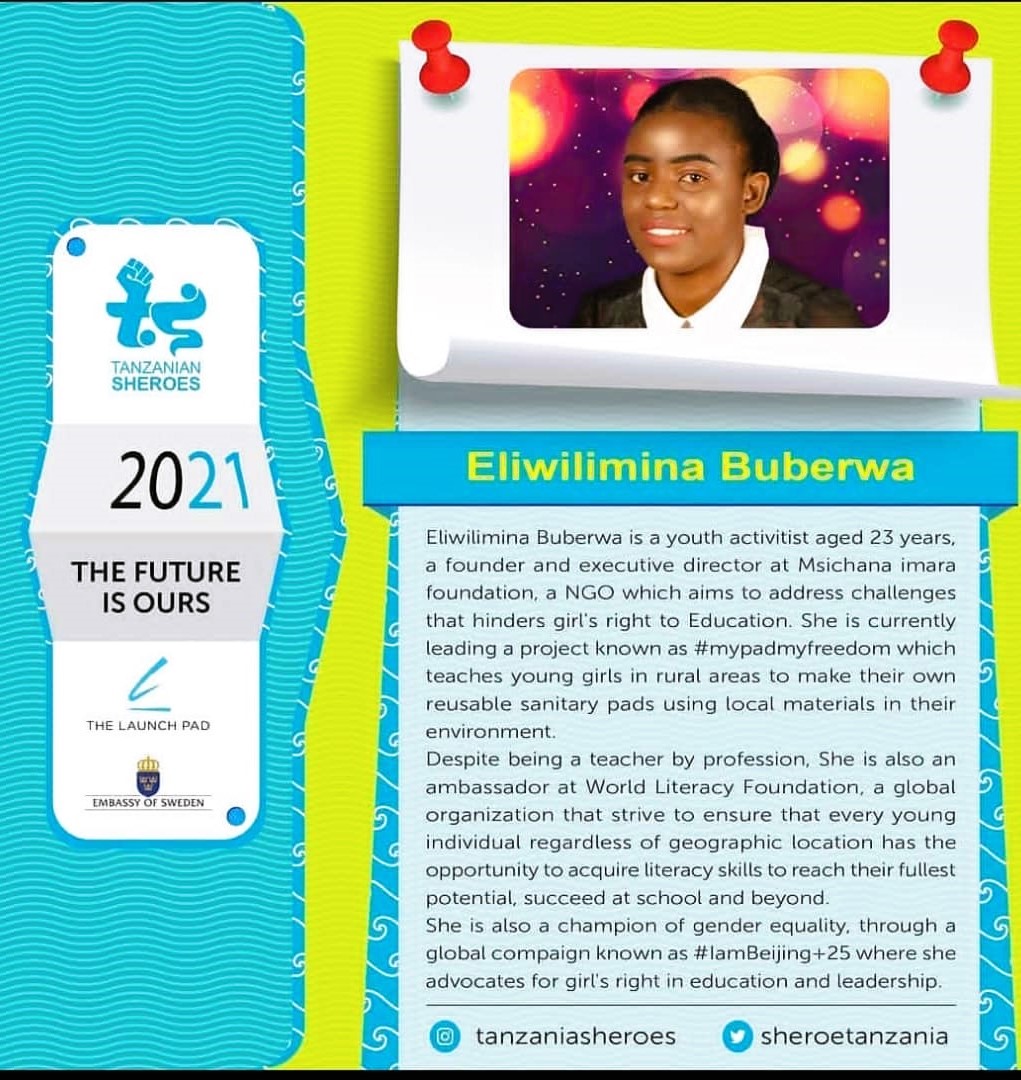 TANZANIAN
SHEROES
2021
THE FUTURE
IS OURS
THE LAUNCH PAD
EMBASSY OF SWEDEN
Eliwilimina Buberwa
Eliwilimina Buberwa is a youth activitist aged 23 years,
a founder and executive director at Msichana imara
foundation, a NGO which aims to address challenges
that hinders girl's right to Education. She is currently
leading a project known as #mypadmyfreedom which
teaches young girls in rural areas to make their own
reusable sanitary pads using local materials in their
environment.
Despite being a teacher by profession, She is also an
ambassador at World Literacy Foundation, a global
organization that strive to ensure that every young
individual regardless of geographic location has the
opportunity to acquire literacy skills to reach their fullest
potential, succeed at school and beyond.
She is also a champion of gender equality, through a
global compaign known as #IamBeijing+25 where she
advocates for girl's right in education and leadership.
tanzaniasheroes sheroetanzania